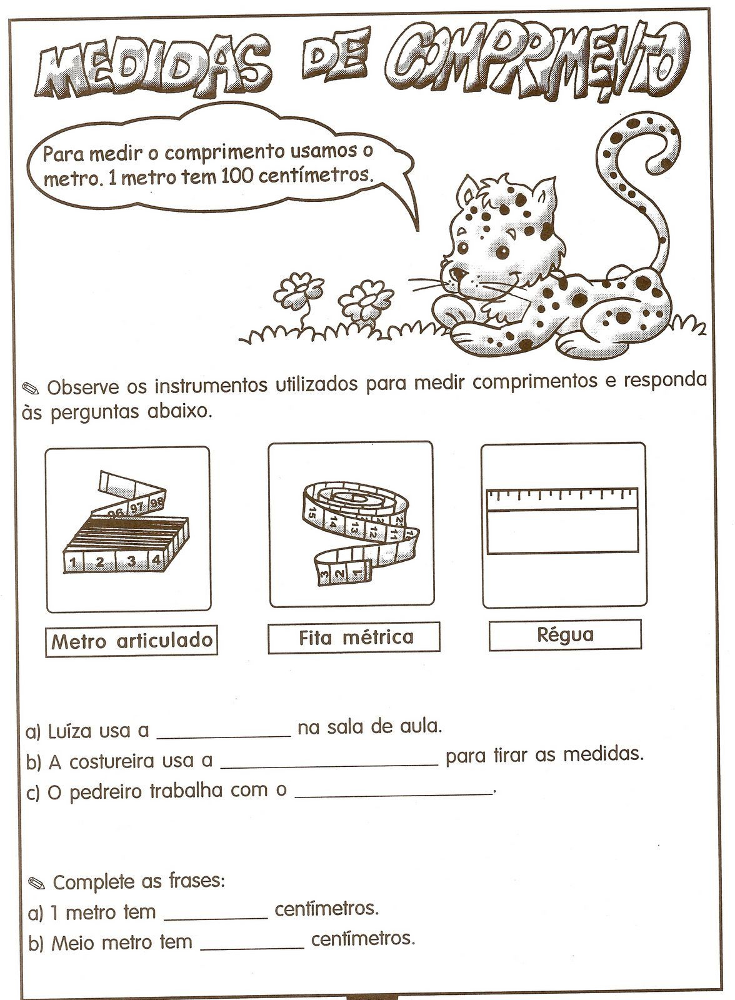 MEDIDAS DE COMPRIMENTO
Para medir o comprimento usamos o
metro. 1 metro tem 100 centímetros.
Observe os instrumentos utilizados para medir comprimentos e responda
às perguntas abaixo.
96 97 98
1 2 3 4
15 14 13 12 11
3 2 1
Metro articulado
Fita métrica
Régua
a) Luíza usa a ____________ na sala de aula.
b) A costureira usa a ____________________ para tirar as medidas.
c) O pedreiro trabalha com o __________________.
Complete as frases:
a) 1 metro tem __________ centímetros.
b) Meio metro tem __________ centímetros.